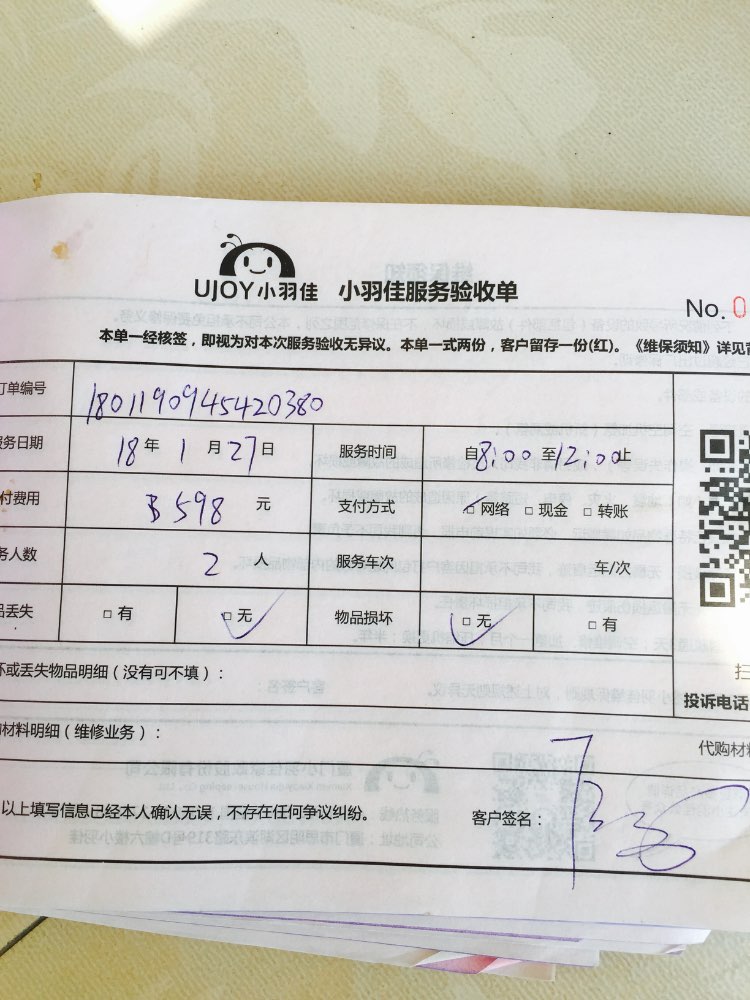 UJOY小羽佳 小羽佳服务验收单
No. 0
本单一经核签，即视为对本次服务验收无异议。本单一式两份，客户留存一份(红)。《维保须知》详见背
订单编号 1801190945420380
服务日期 18 年 1 月 27 日 服务时间 自 8:00 至 12:00 止
付费用 598 元 支付方式 □ 网络 □ 现金 □ 转账
务人数 2 人 服务车次 车/次
品丢失 □ 有 □ 无 物品损坏 □ 无 □ 有
坏或丢失物品明细（没有可不填）：
扫
投诉电话
材料明细（维修业务）：
代购材料
以上填写信息已经本人确认无误，不存在任何争议纠纷。 客户签名：